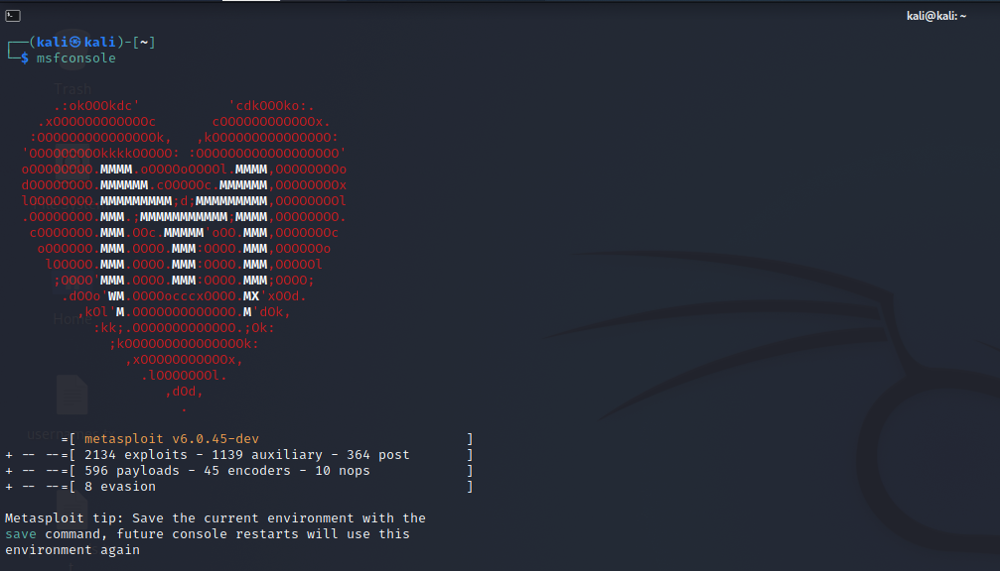 kali@kali: ~
┌──(kali㉿kali)-[~]
└─$ msfconsole
Trash
.:okOOOkdc'           'cdkOOOko:.
.xOOOOOOOOOOOOc       cOOOOOOOOOOOOx.
:OOOOOOOOOOOOOOOk,   ,kOOOOOOOOOOOOOOO:
'OOOOOOOOOkkkkOOOOO: :OOOOOOOOOOOOOOOOOO'
oOOOOOOOO.MMMM.oOOOOoOOOOl.MMMM,OOOOOOOOo
dOOOOOOOO.MMMMMM.cOOOOOc.MMMMMM,OOOOOOOOx
lOOOOOOOO.MMMMMMMMM;d;MMMMMMMMM,OOOOOOOOl
.OOOOOOOO.MMM.;MMMMMMMMMMM;MMMM,OOOOOOOO.
cOOOOOOO.MMM.OOc.MMMMM'oOO.MMM,OOOOOOOc
oOOOOOO.MMM.OOOO.MMM:OOOO.MMM,OOOOOOo
lOOOOO.MMM.OOOO.MMM:OOOO.MMM,OOOOOl
;OOOO'MMM.OOOO.MMM:OOOO.MMM;OOOO;
.dOOo'WM.OOOOocccxOOOO.MX'xOOd.
,kOl'M.OOOOOOOOOOOOO.M'dOk,
Home
:kk;.OOOOOOOOOOOOO.;Ok:
;kOOOOOOOOOOOOOOOk:
,xOOOOOOOOOOOx,
.lOOOOOOOl.
,dOd,
.
=[ metasploit v6.0.45-dev                          ]
+ -- --=[ 2134 exploits - 1139 auxiliary - 364 post       ]
+ -- --=[ 596 payloads - 45 encoders - 10 nops            ]
+ -- --=[ 8 evasion                                       ]
Metasploit tip: Save the current environment with the
save command, future console restarts will use this
environment again